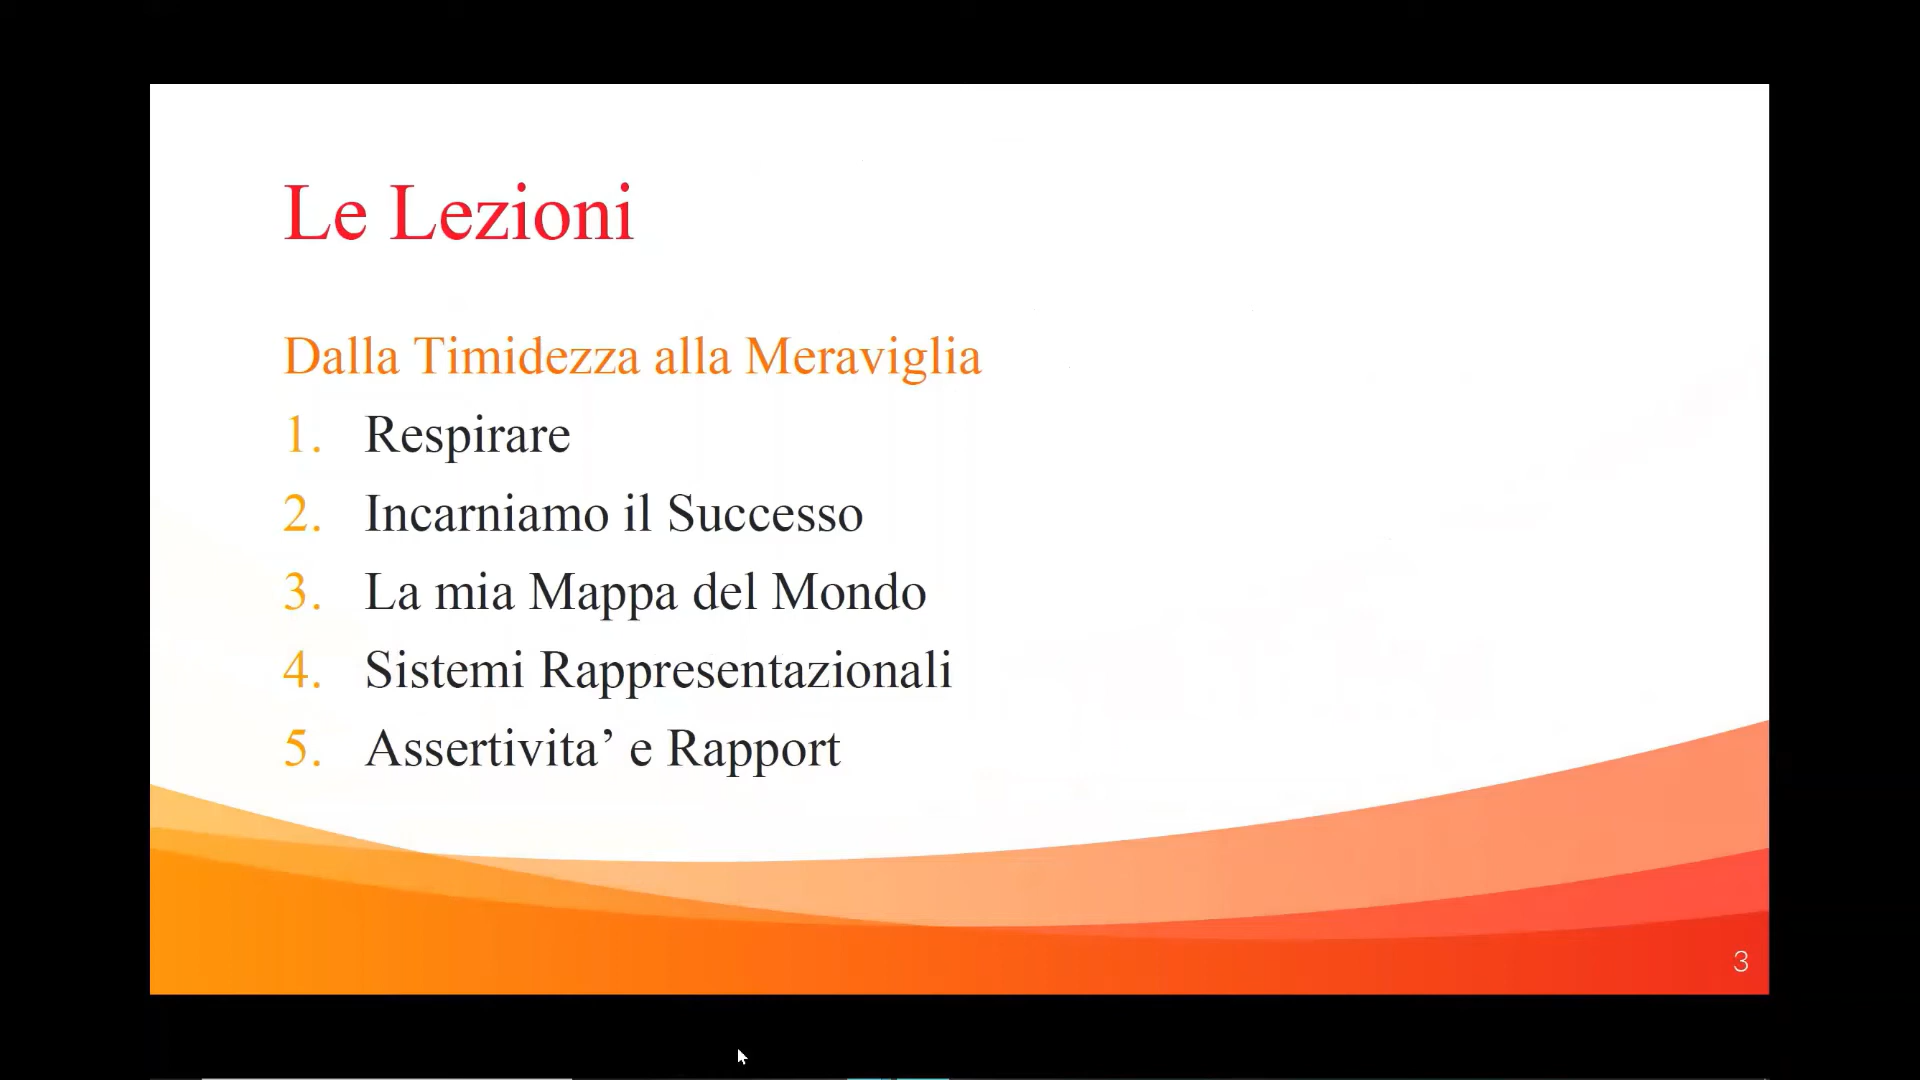 Le Lezioni
Dalla Timidezza alla Meraviglia
1. Respirare
2. Incarniamo il Successo
3. La mia Mappa del Mondo
4. Sistemi Rappresentazionali
5. Assertivita’ e Rapport
3